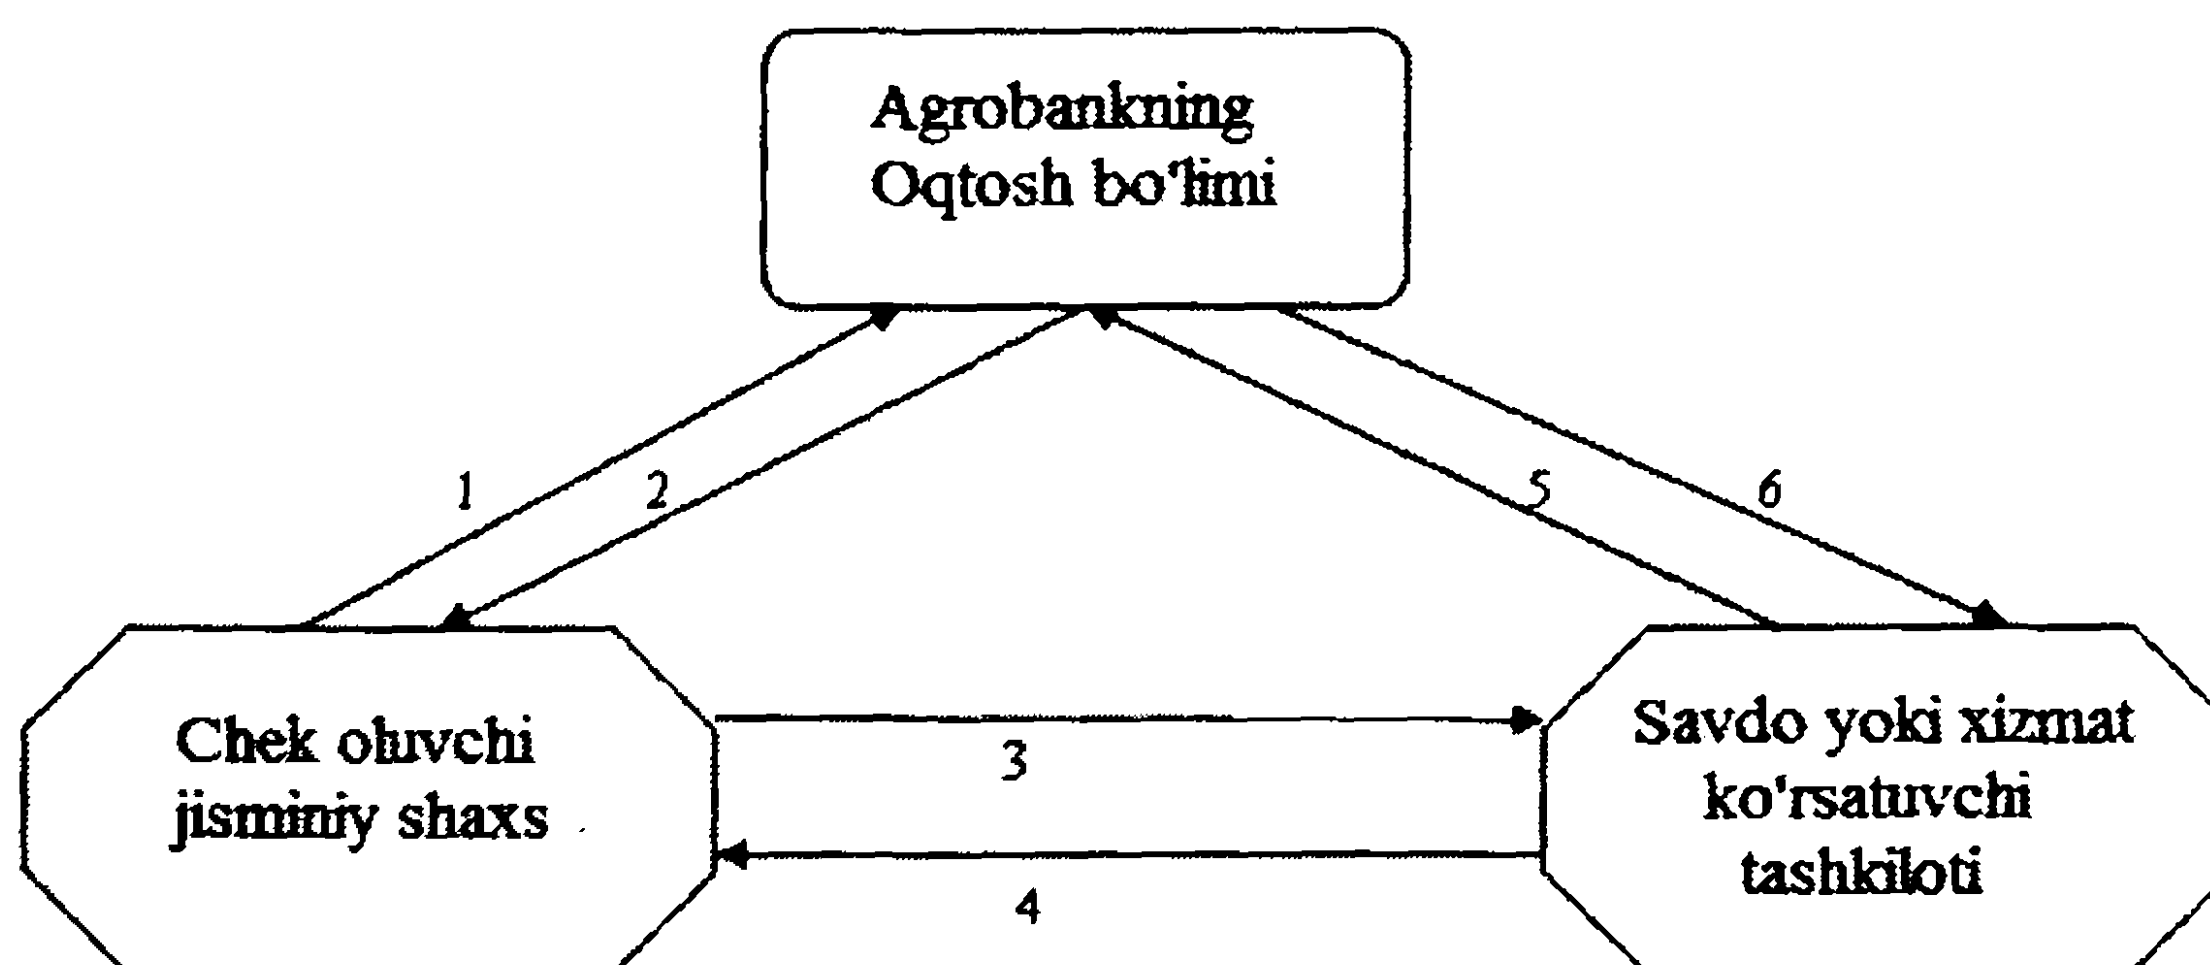 Agrobankning
Oqtosh bo'limi
1
2
5
6
Chek oluvchi
jisminiy shaxs
3
4
Savdo yoki xizmat
ko'rsatuvchi
tashkiloti